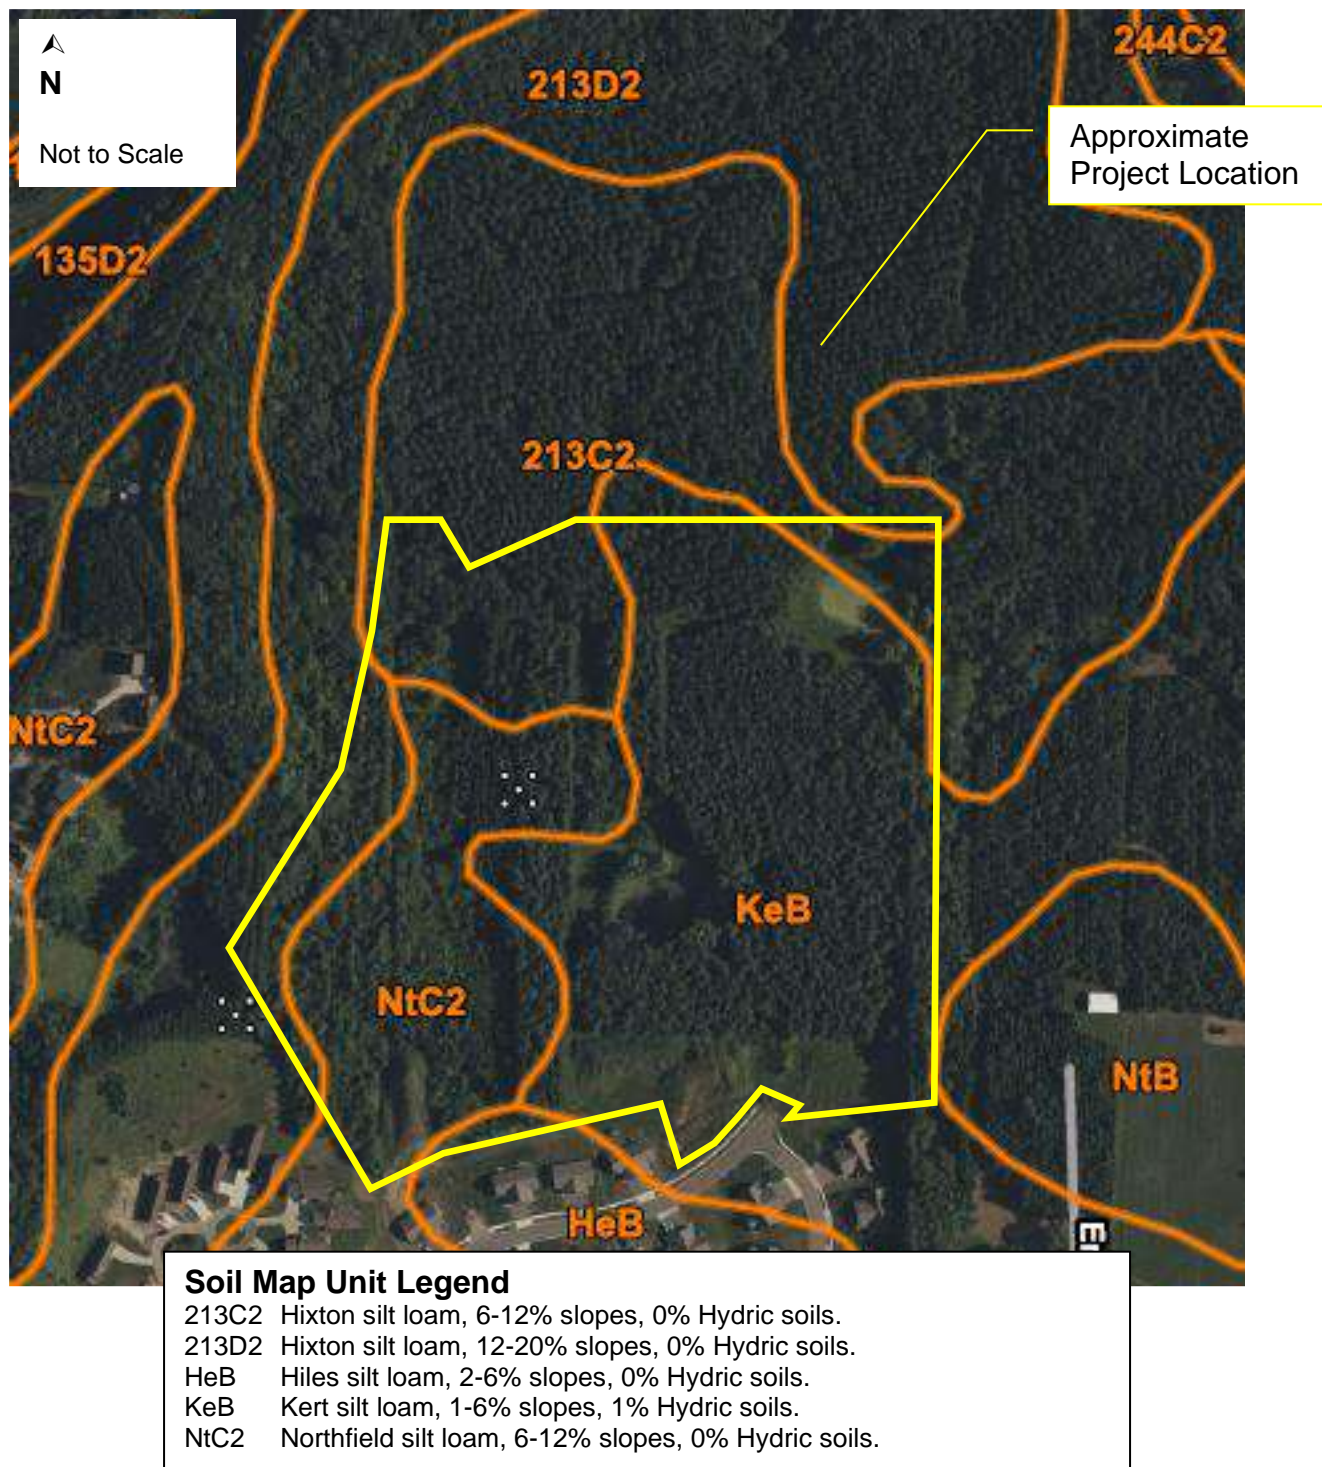 N
Not to Scale
213D2
244C2
Approximate
Project Location
135D2
213C2
NtC2
KeB
NtC2
NtB
HeB
Soil Map Unit Legend
213C2 Hixton silt loam, 6-12% slopes, 0% Hydric soils.
213D2 Hixton silt loam, 12-20% slopes, 0% Hydric soils.
HeB Hiles silt loam, 2-6% slopes, 0% Hydric soils.
KeB Kert silt loam, 1-6% slopes, 1% Hydric soils.
NtC2 Northfield silt loam, 6-12% slopes, 0% Hydric soils.